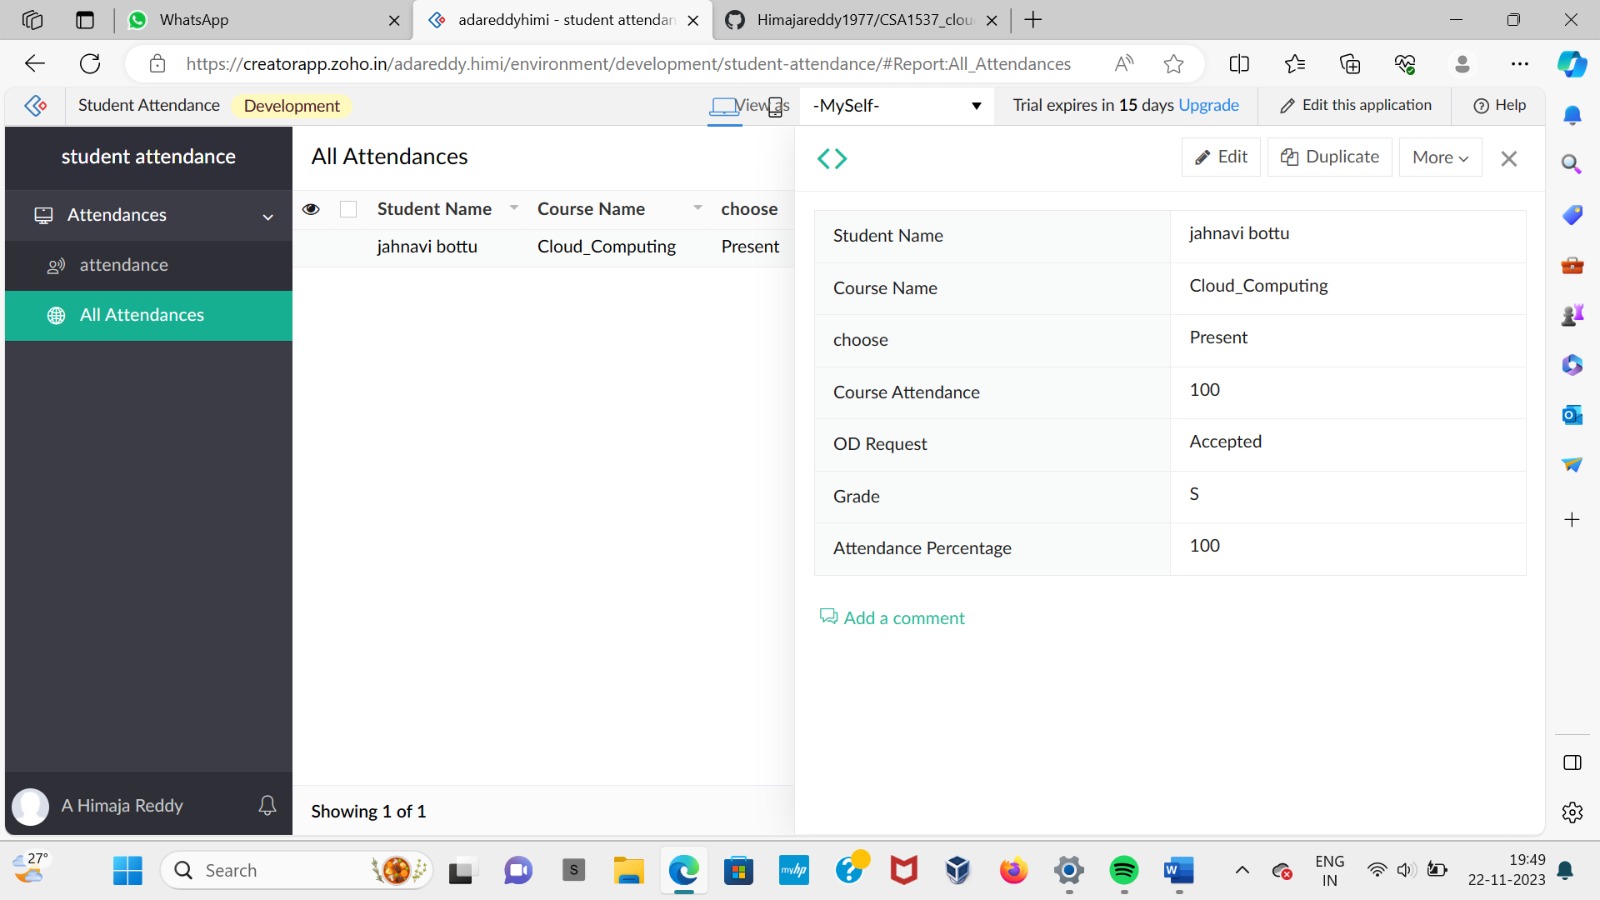 WhatsApp
adareddyhimi - student attendan
Himajareddy1977/CSA1537_clou
https://creatorapp.zoho.in/adareddy.himi/environment/development/student-attendance/#Report:All_Attendances
Student Attendance Development View as -MySelf- Trial expires in 15 days Upgrade Edit this application Help
student attendance
Attendances
attendance
All Attendances
A Himaja Reddy
All Attendances
Student Name Course Name choose
jahnavi bottu Cloud_Computing Present
Showing 1 of 1
Edit Duplicate More
Student Name jahnavi bottu
Course Name Cloud_Computing
choose Present
Course Attendance 100
OD Request Accepted
Grade S
Attendance Percentage 100
Add a comment
27°
Search
S
myhp
ENG
IN
19:49
22-11-2023